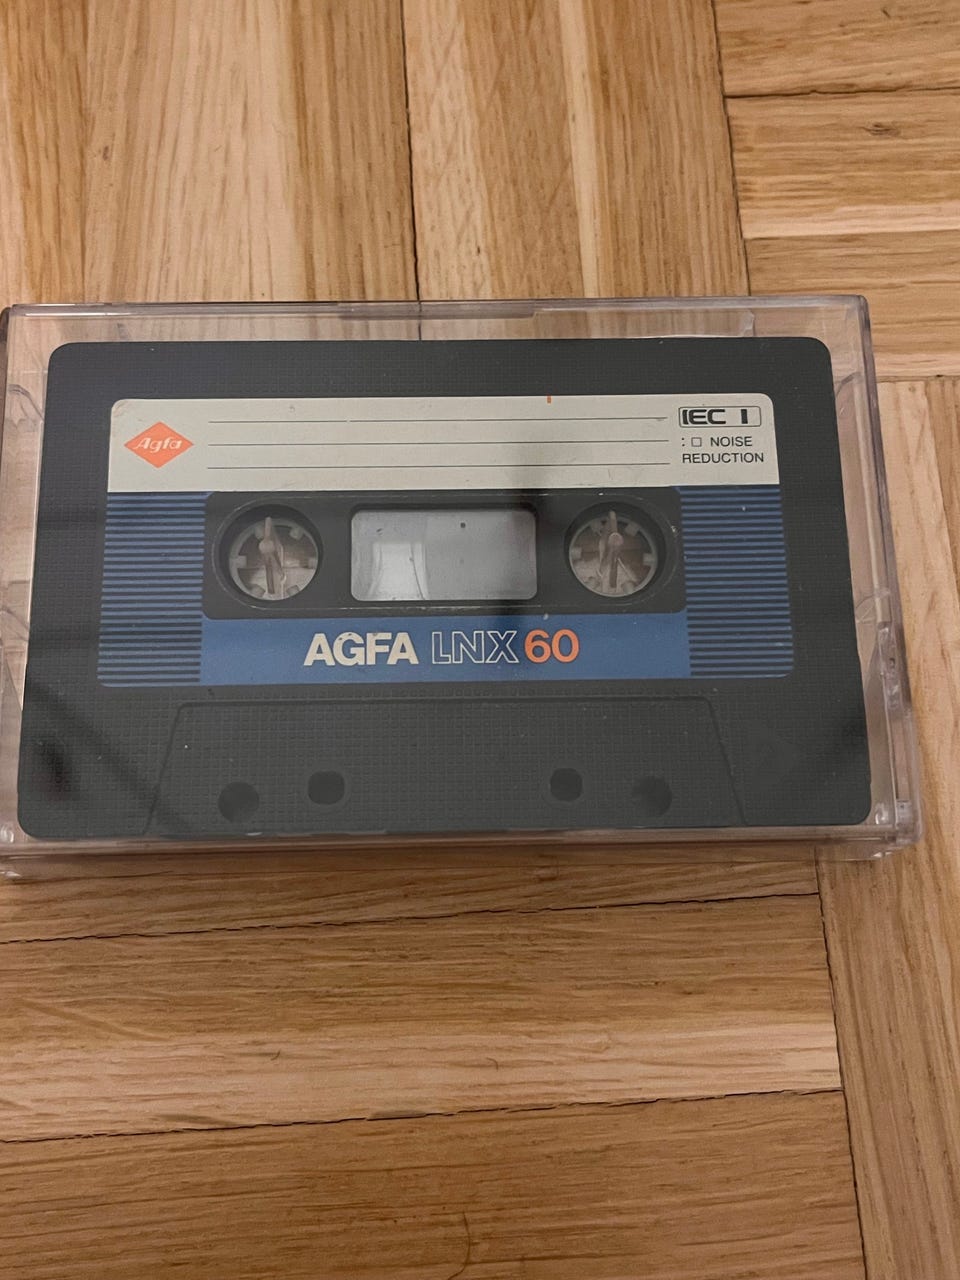 Agfa
IEC I
: □ NOISE
REDUCTION
AGFA LNX 60